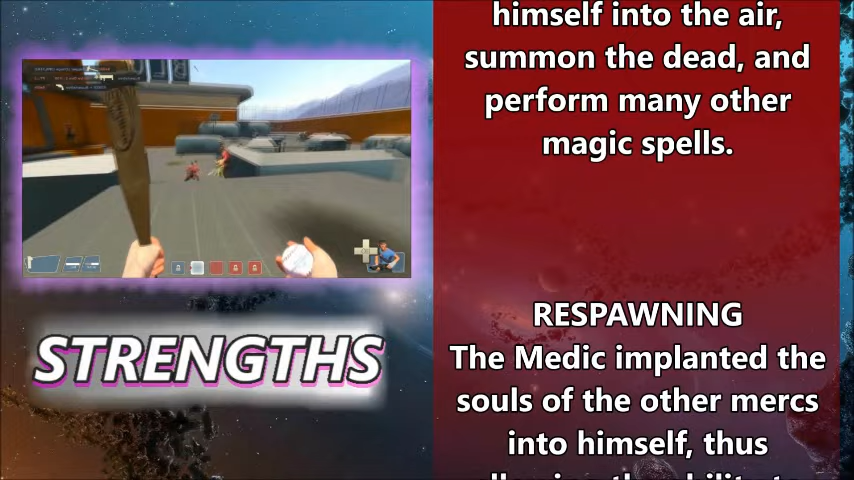 himself into the air,
summon the dead, and
perform many other
magic spells.
STRENGTHS
RESPAWNING
The Medic implanted the
souls of the other mercs
into himself, thus